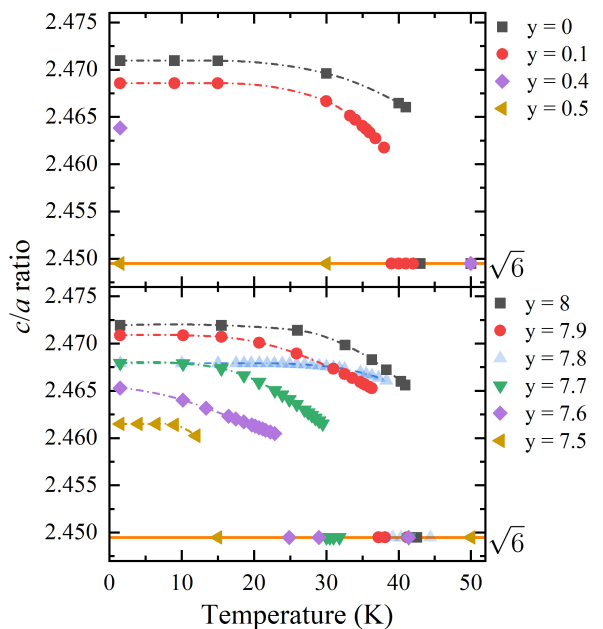 2.475
2.470
2.465
2.460
2.455
2.450
y = 0
y = 0.1
y = 0.4
y = 0.5
√6
c/a ratio
2.475
2.470
2.465
2.460
2.455
2.450
y = 8
y = 7.9
y = 7.8
y = 7.7
y = 7.6
y = 7.5
√6
0 10 20 30 40 50
Temperature (K)